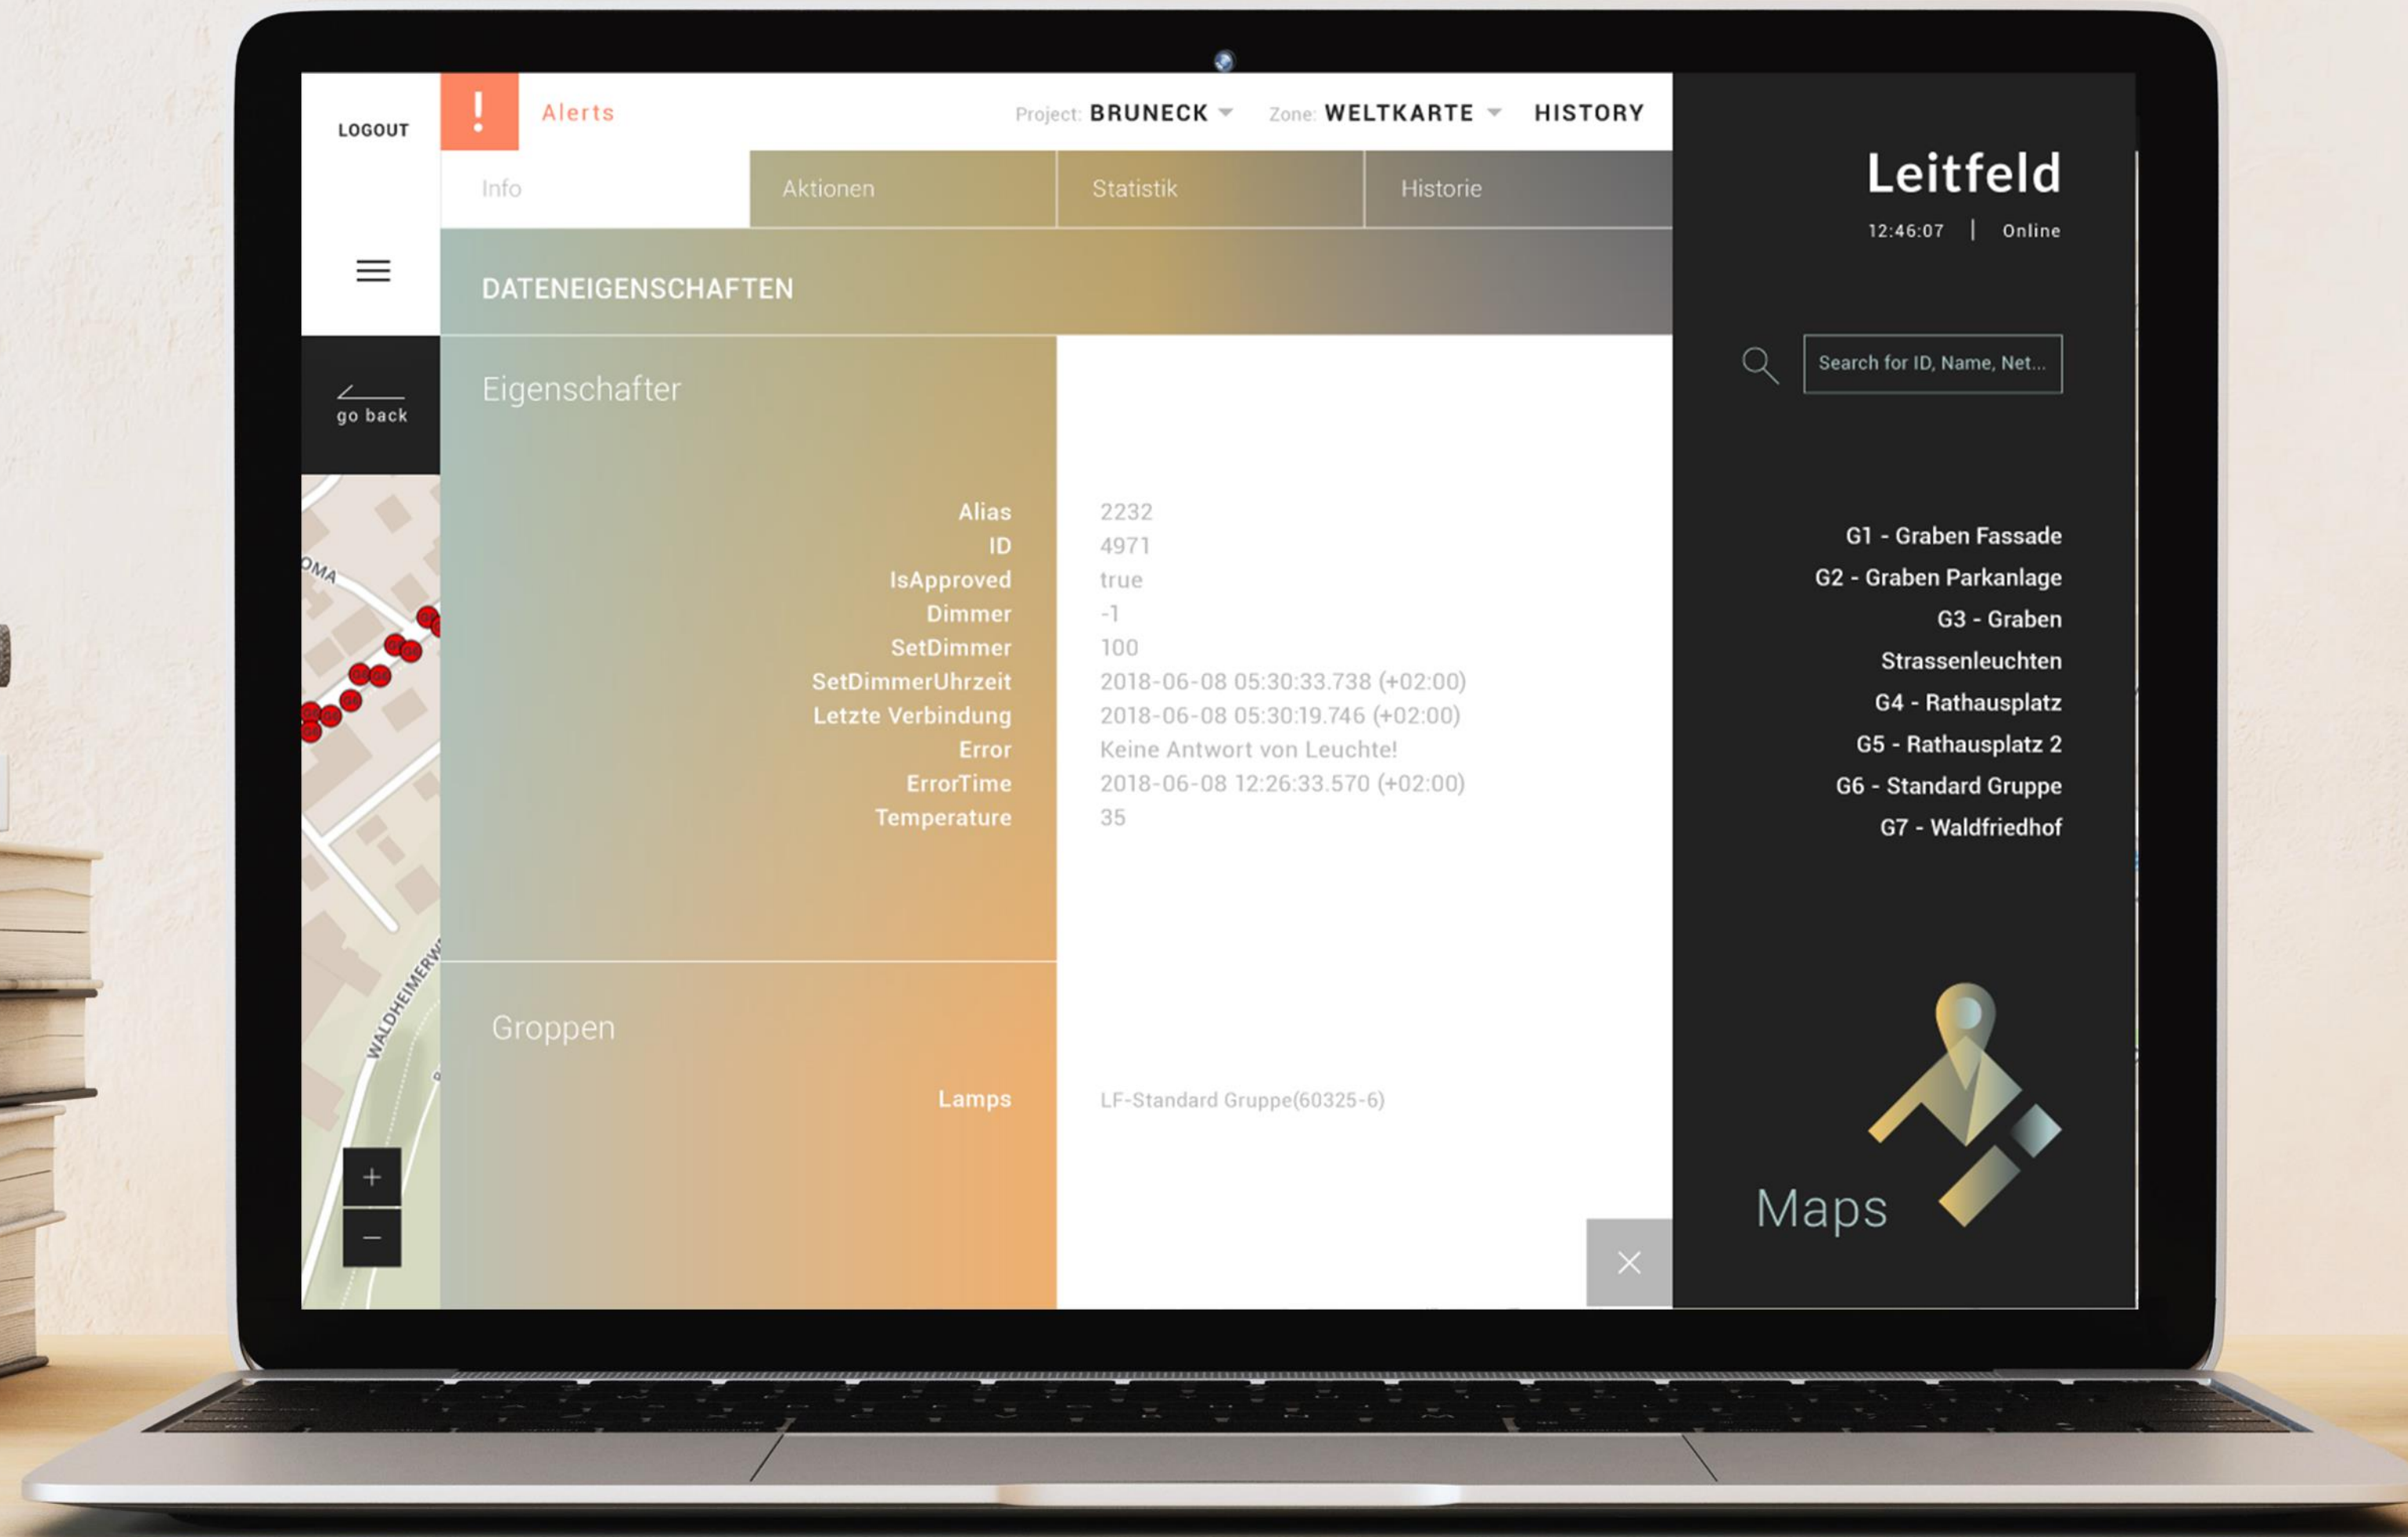 LOGOUT
!
Alerts
Project: BRUNECK
Zone: WELTKARTE
HISTORY
Info
Aktionen
Statistik
Historie
DATENEIGENSCHAFTEN
go back
Eigenschafter
Alias 2232
ID 4971
IsApproved true
Dimmer -1
SetDimmer 100
SetDimmerUhrzeit 2018-06-08 05:30:33.738 (+02:00)
Letzte Verbindung 2018-06-08 05:30:19.746 (+02:00)
Error Keine Antwort von Leuchte!
ErrorTime 2018-06-08 12:26:33.570 (+02:00)
Temperature 35
Groppen
Lamps LF-Standard Gruppe(60325-6)
+
−
Leitfeld
12:46:07 | Online
Search for ID, Name, Net...
G1 - Graben Fassade
G2 - Graben Parkanlage
G3 - Graben
Strassenleuchten
G4 - Rathausplatz
G5 - Rathausplatz 2
G6 - Standard Gruppe
G7 - Waldfriedhof
Maps